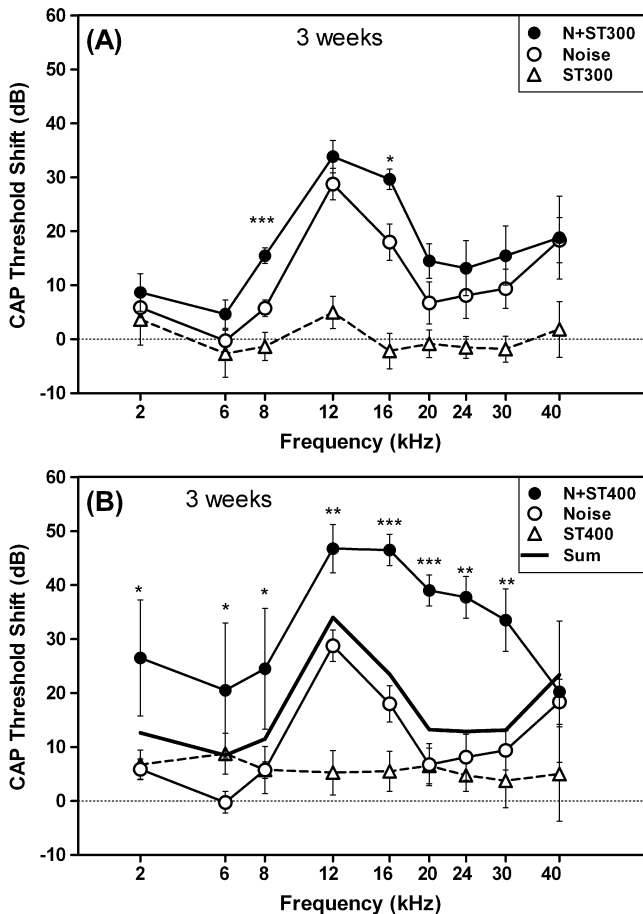 (A)
3 weeks
N+ST300
Noise
ST300
***
*
CAP Threshold Shift (dB)
60
50
40
30
20
10
0
-10
2 6 8 12 16 20 24 30 40
Frequency (kHz)
(B)
3 weeks
N+ST400
Noise
ST400
Sum
* * * ** *** *** ** **
CAP Threshold Shift (dB)
60
50
40
30
20
10
0
-10
2 6 8 12 16 20 24 30 40
Frequency (kHz)